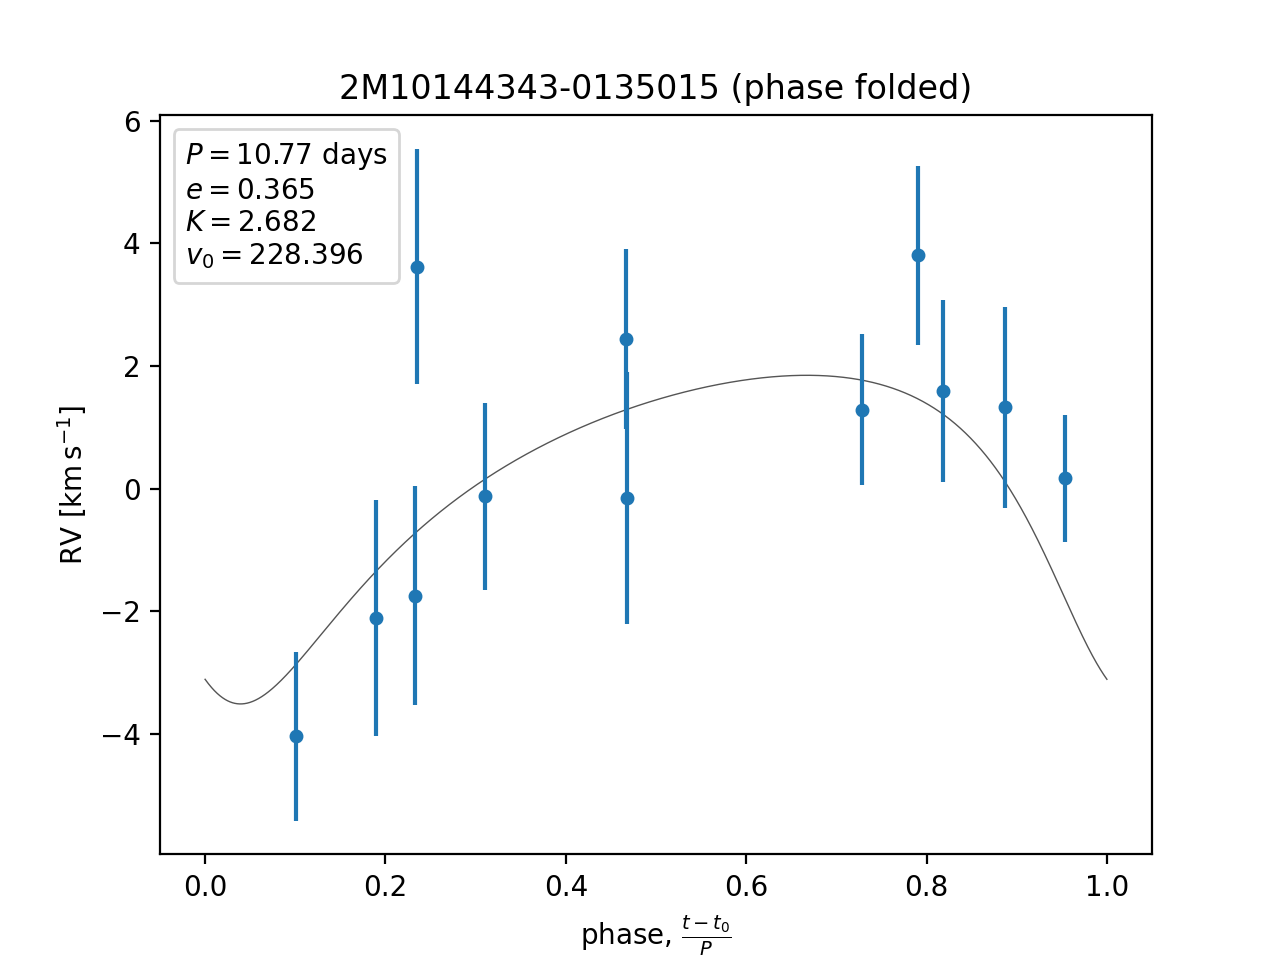 2M10144343-0135015 (phase folded)
P = 10.77 days
e = 0.365
K = 2.682
v₀ = 228.396
RV [km s⁻¹]
6
4
2
0
−2
−4
0.0 0.2 0.4 0.6 0.8 1.0
phase, (t − t₀)/P